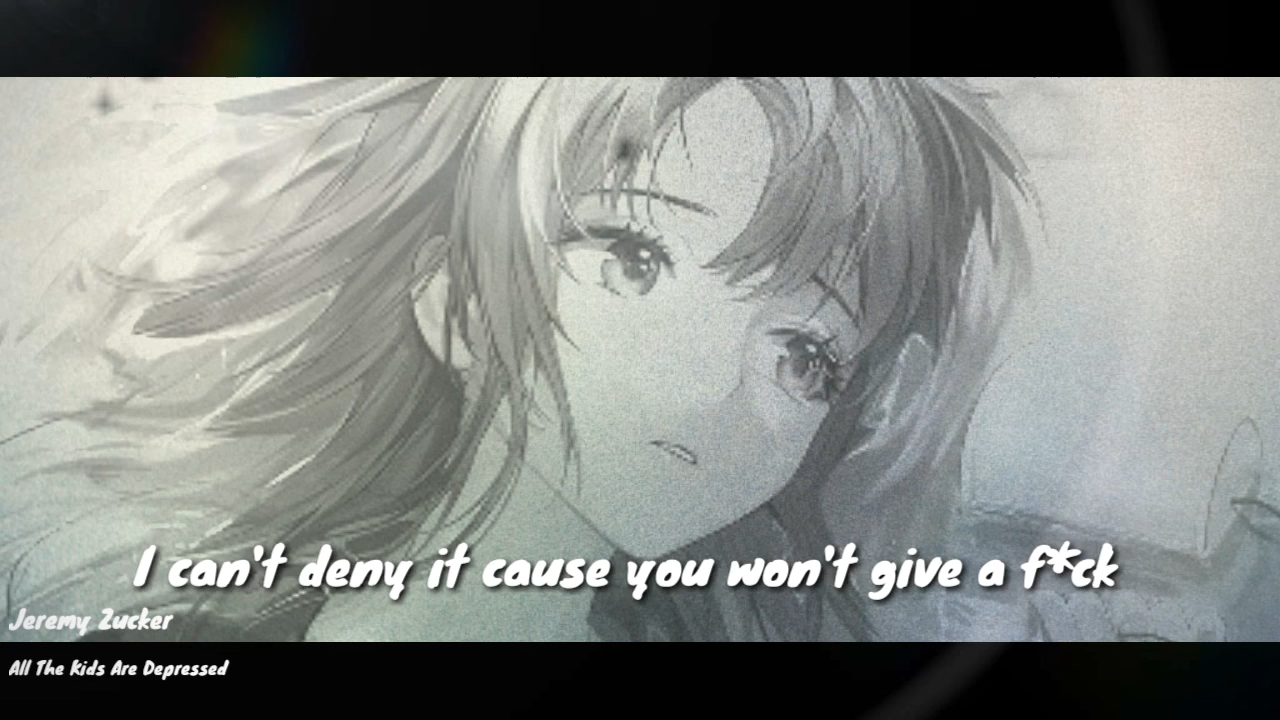 I can't deny it cause you won't give a f*ck
Jeremy Zucker
All The Kids Are Depressed